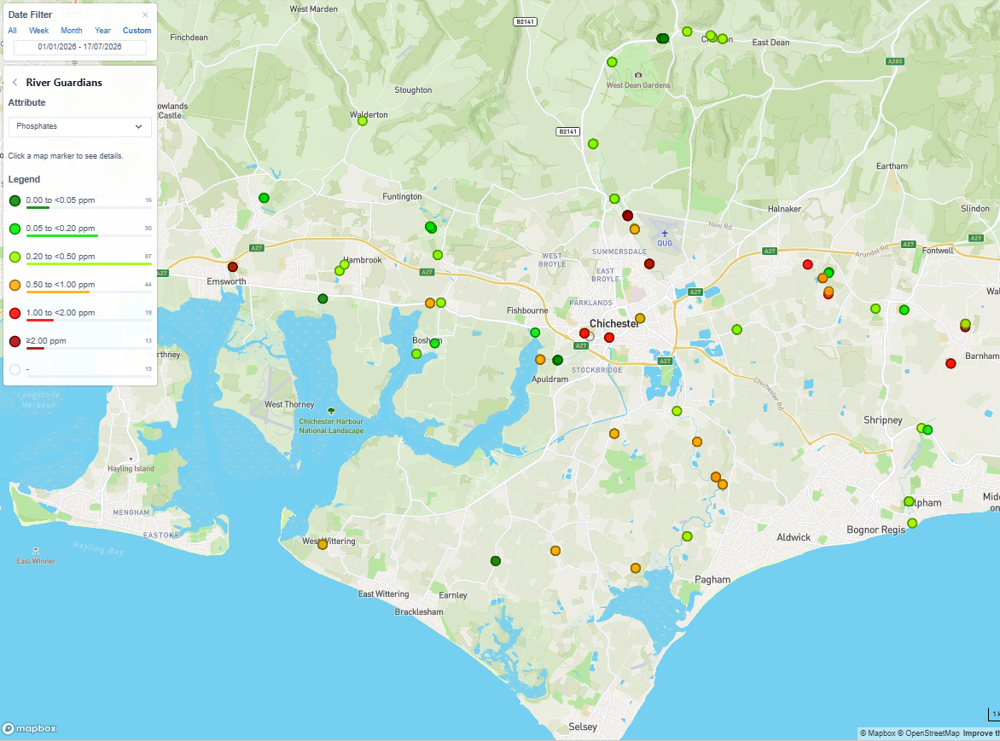 Date Filter
All Week Month Year Custom
01/01/2026 - 17/07/2026
River Guardians
Attribute
Phosphates
Click a map marker to see details.
Legend
0.00 to <0.05 ppm 16
0.05 to <0.20 ppm 50
0.20 to <0.50 ppm 87
0.50 to <1.00 ppm 44
1.00 to <2.00 ppm 19
≥2.00 ppm 13
- 13
West Marden
B2141
Finchdean
East Dean
A285
West Dean Gardens
Stoughton
owlands
Castle
Walderton
B2141
Eartham
Funtington
Halnaker
Slindon
New Rd
QUG
A27
A27
A27
A29
Arundel Rd
Fontwell
SUMMERSDALE
WEST
BROYLE
Hambrook
A27
A27
EAST
BROYLE
Emsworth
A27
PARKLANDS
Fishbourne
Chichester
A27
Bosham
rthney
A27
Barnham
STOCKBRIDGE
Apuldram
Chichester Rd
Langstone
Harbour
West Thorney
Chichester Harbour
National Landscape
Shripney
Hayling Island
MENGHAM
EASTOKE
Hayling Bay
East Winner
West Wittering
Bognor Regis
Aldwick
Pagham
East Wittering
Earnley
Bracklesham
Selsey
mapbox
© Mapbox © OpenStreetMap Improve th